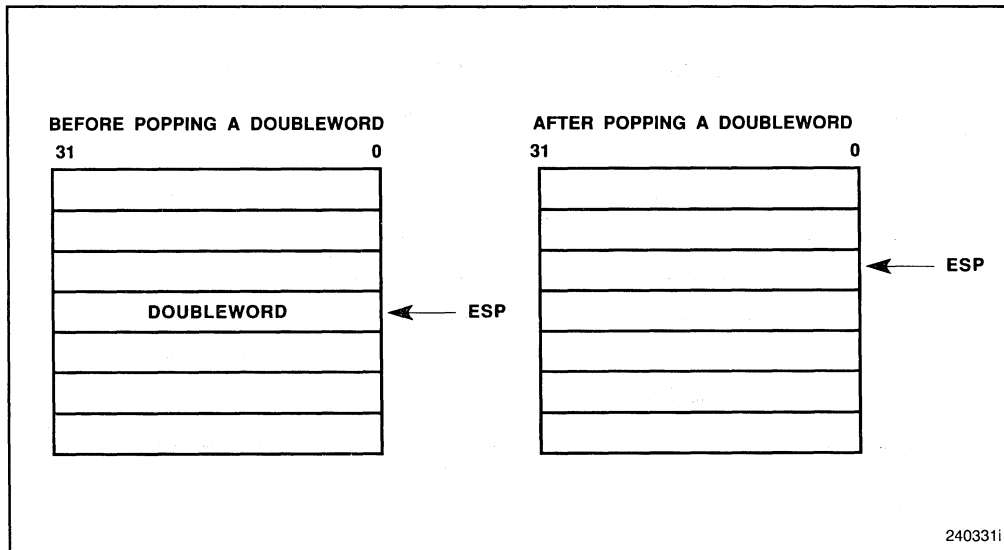 BEFORE POPPING A DOUBLEWORD
31 0
DOUBLEWORD
ESP
AFTER POPPING A DOUBLEWORD
31 0
ESP
240331i